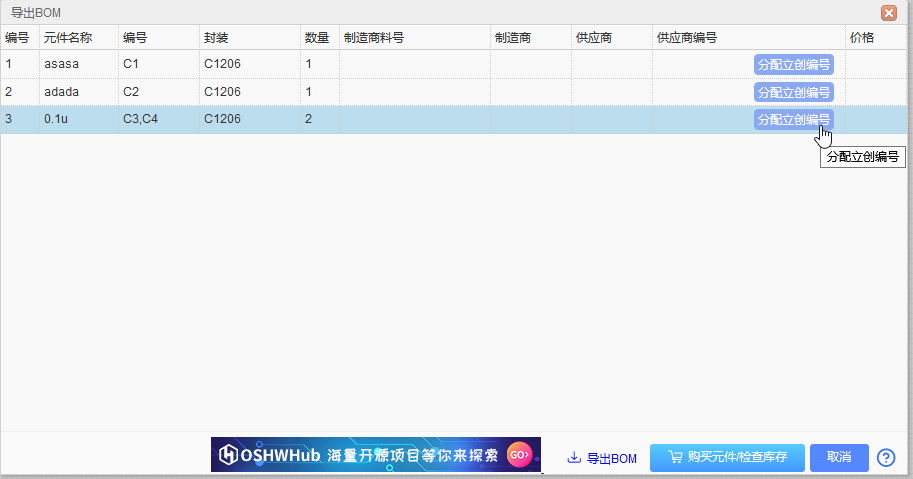 导出BOM
编号 元件名称 编号 封装 数量 制造商料号 制造商 供应商 供应商编号 价格
1 asasa C1 C1206 1 分配立创编号
2 adada C2 C1206 1 分配立创编号
3 0.1u C3,C4 C1206 2 分配立创编号
分配立创编号
OSHWHub 海量开源项目等你来探索 GO› 导出BOM 购买元件/检查库存 取消 ?